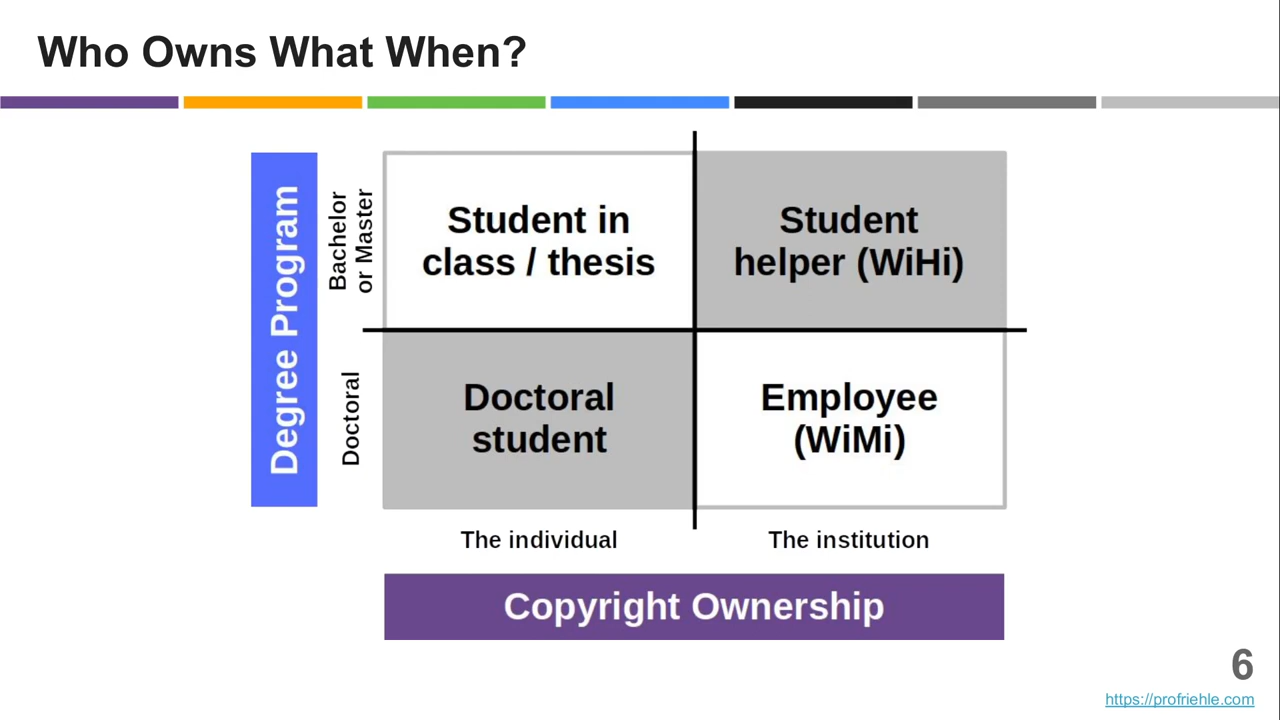 Who Owns What When?
Degree Program
Bachelor
or Master
Doctoral
Student in
class / thesis
Student
helper (WiHi)
Doctoral
student
Employee
(WiMi)
The individual
The institution
Copyright Ownership
6
https://profriehle.com